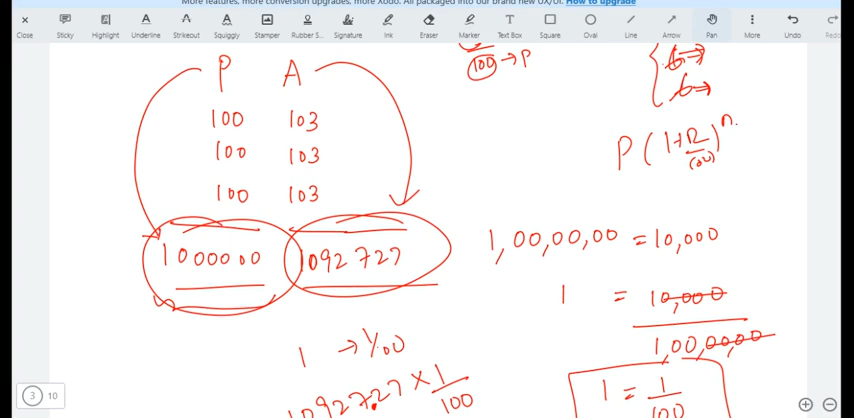 More features, more conversion upgrades, more Xodo. All packaged into our brand new UX/UI. How to upgrade
Close Sticky Highlight Underline Strikeout Squiggly Stamper Rubber S... Signature Ink Eraser Marker Text Box Square Oval Line Arrow Pan More Undo Redo
100 → P
P A
100 103
100 103
100 103
1000000 1092727
P (1+R/100)^n
1,00,00,00 = 10,000
1 = 10,000
1,00,00,00
1 → 1/100
1092727 × 1/100
1 = 1/100
3 10